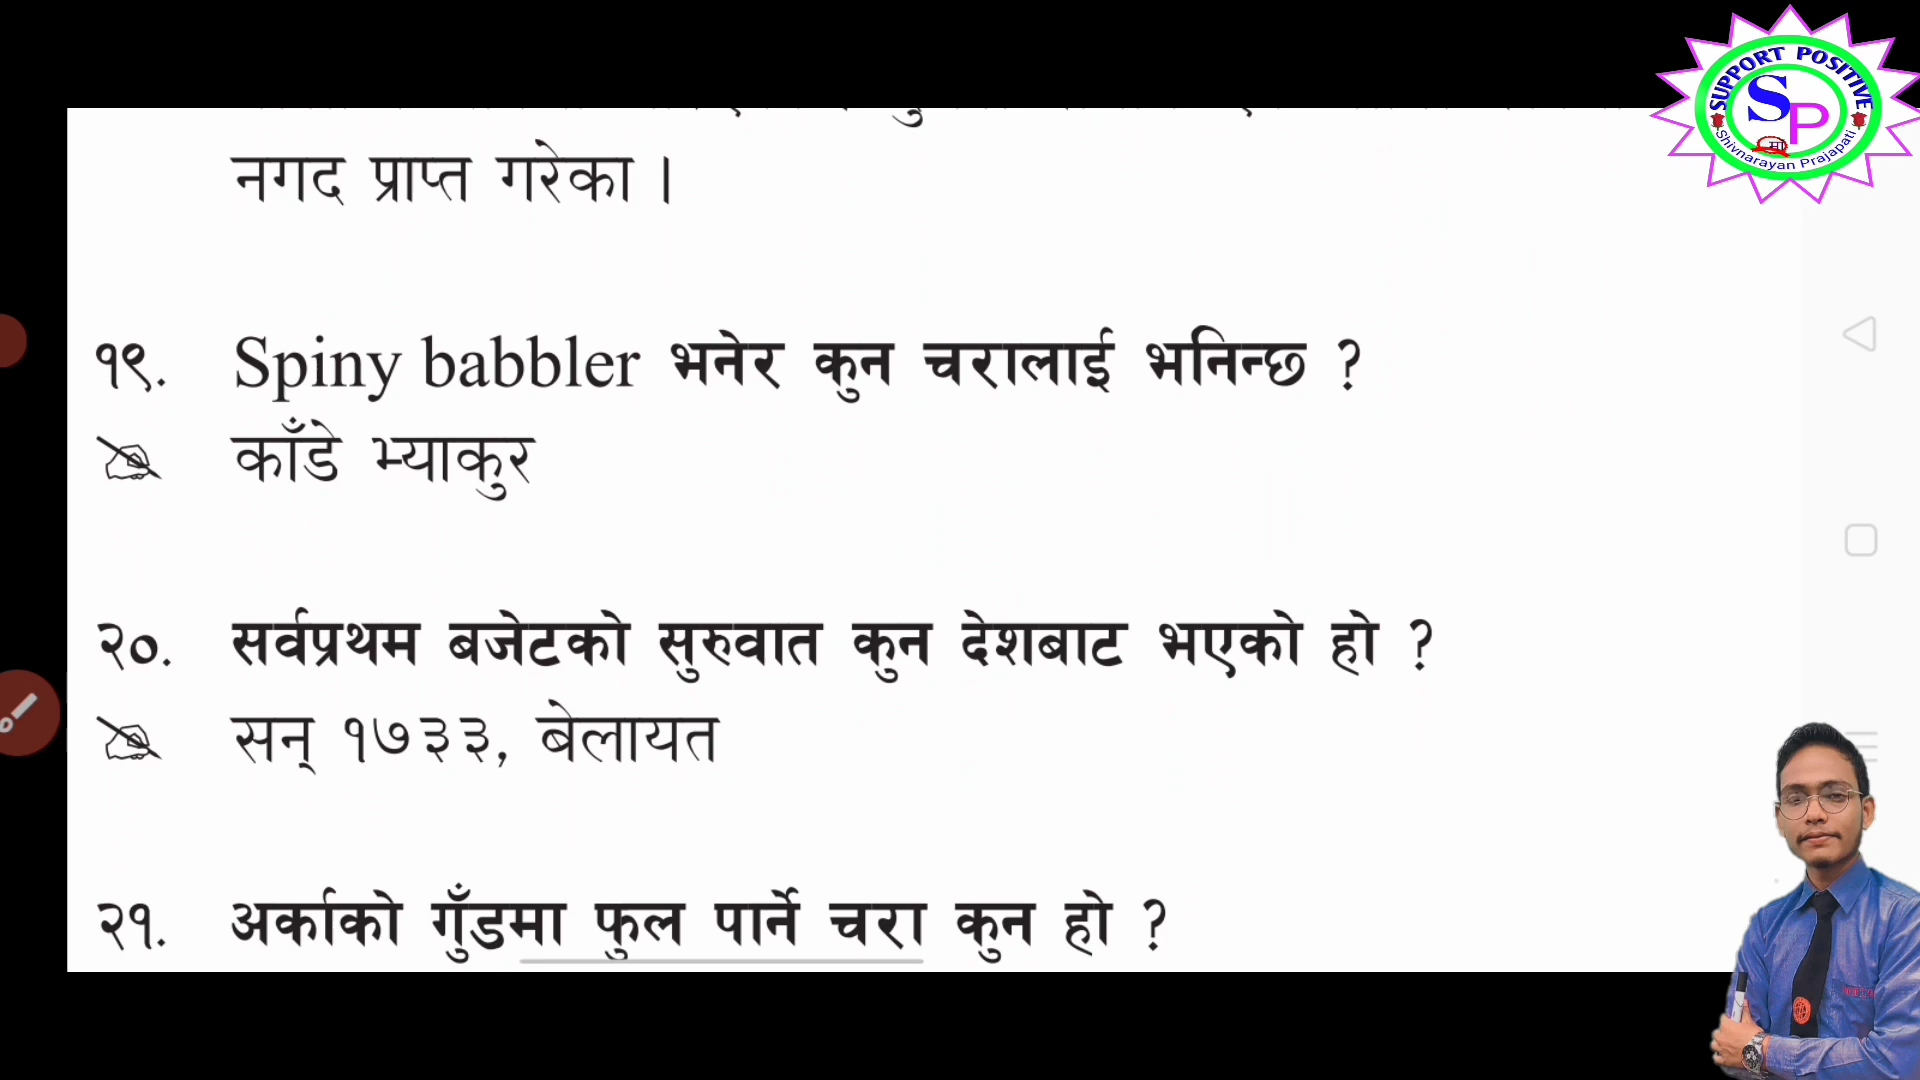 नगद प्राप्त गरेका ।
१९. Spiny babbler भनेर कुन चरालाई भनिन्छ ?
काँडे भ्याकुर
२०. सर्वप्रथम बजेटको सुरुवात कुन देशबाट भएको हो ?
सन् १७३३, बेलायत
२१. अर्काको गुँडमा फुल पार्ने चरा कुन हो ?
SUPPORT POSITIVE
SP
Shivnarayan Prajapati